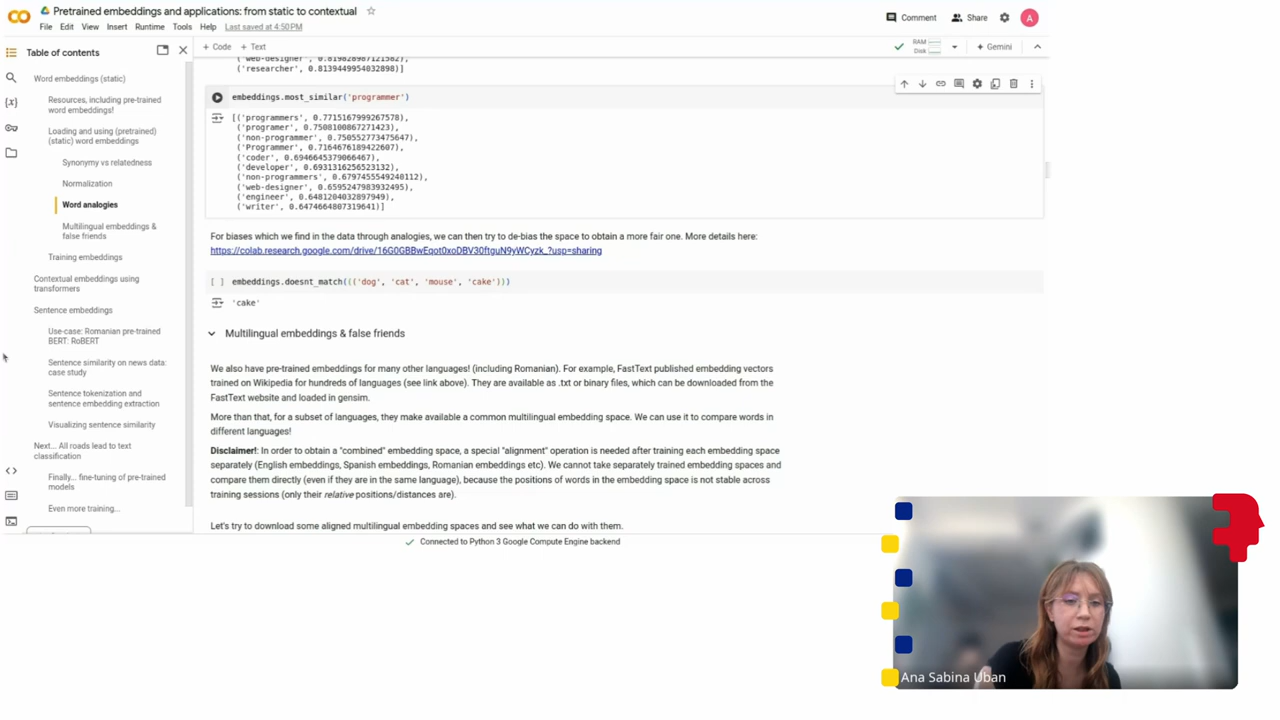 Pretrained embeddings and applications: from static to contextual
File Edit View Insert Runtime Tools Help Last saved at 4:50PM
Comment Share A
Table of contents
+ Code + Text
RAM
Disk
Gemini
Word embeddings (static)
Resources, including pre-trained
word embeddings!
Loading and using (pretrained)
(static) word embeddings
Synonymy vs relatedness
Normalization
Word analogies
Multilingual embeddings &
false friends
Training embeddings
Contextual embeddings using
transformers
Sentence embeddings
Use-case: Romanian pre-trained
BERT: RoBERT
Sentence similarity on news data:
case study
Sentence tokenization and
sentence embedding extraction
Visualizing sentence similarity
Next... All roads lead to text
classification
Finally... fine-tuning of pre-trained
models
Even more training...
('researcher', 0.8139449954032898)]
embeddings.most_similar('programmer')
[('programmers', 0.7715167999267578),
('programer', 0.7508100867271423),
('non-programmer', 0.750552773475647),
('Programmer', 0.7164676189422607),
('coder', 0.6946645379066467),
('developer', 0.6931316256523132),
('non-programmers', 0.6797455549240112),
('web-designer', 0.6595247983932495),
('engineer', 0.6481204032897949),
('writer', 0.6474664807319641)]
For biases which we find in the data through analogies, we can then try to de-bias the space to obtain a more fair one. More details here:
https://colab.research.google.com/drive/16G0GBBwEqot0xoDBV30ftguN9yWCyzk_?usp=sharing
[ ] embeddings.doesnt_match((('dog', 'cat', 'mouse', 'cake')))
'cake'
Multilingual embeddings & false friends
We also have pre-trained embeddings for many other languages! (including Romanian). For example, FastText published embedding vectors
trained on Wikipedia for hundreds of languages (see link above). They are available as .txt or binary files, which can be downloaded from the
FastText website and loaded in gensim.
More than that, for a subset of languages, they make available a common multilingual embedding space. We can use it to compare words in
different languages!
Disclaimer!: In order to obtain a "combined" embedding space, a special "alignment" operation is needed after training each embedding space
separately (English embeddings, Spanish embeddings, Romanian embeddings etc). We cannot take separately trained embedding spaces and
compare them directly (even if they are in the same language), because the positions of words in the embedding space is not stable across
training sessions (only their relative positions/distances are).
Let's try to download some aligned multilingual embedding spaces and see what we can do with them.
Connected to Python 3 Google Compute Engine backend
Ana Sabina Uban